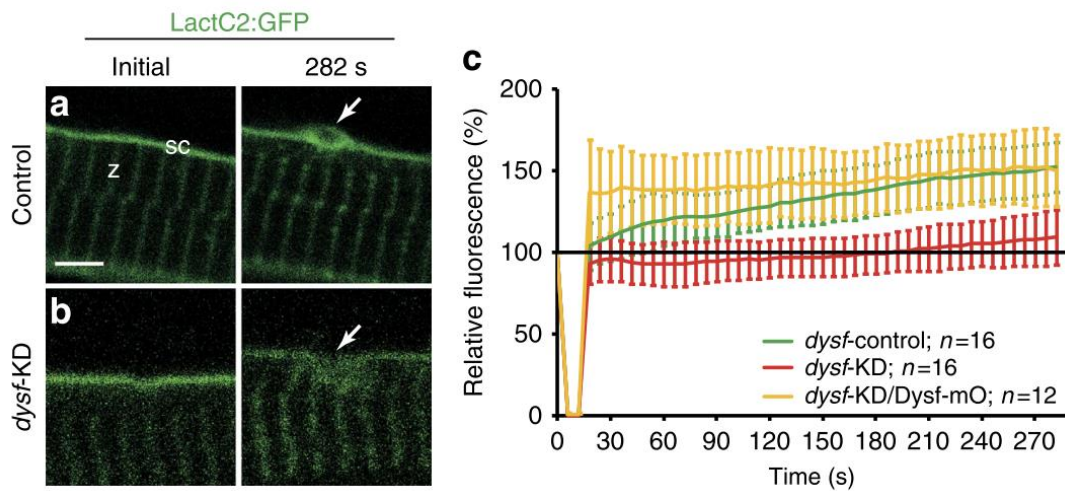 LactC2:GFP
Initial
282 s
a
sc
z
Control
b
dysf-KD
c
Relative fluorescence (%)
200
150
100
50
0
dysf-control; n=16
dysf-KD; n=16
dysf-KD/Dysf-mO; n=12
0 30 60 90 120 150 180 210 240 270
Time (s)